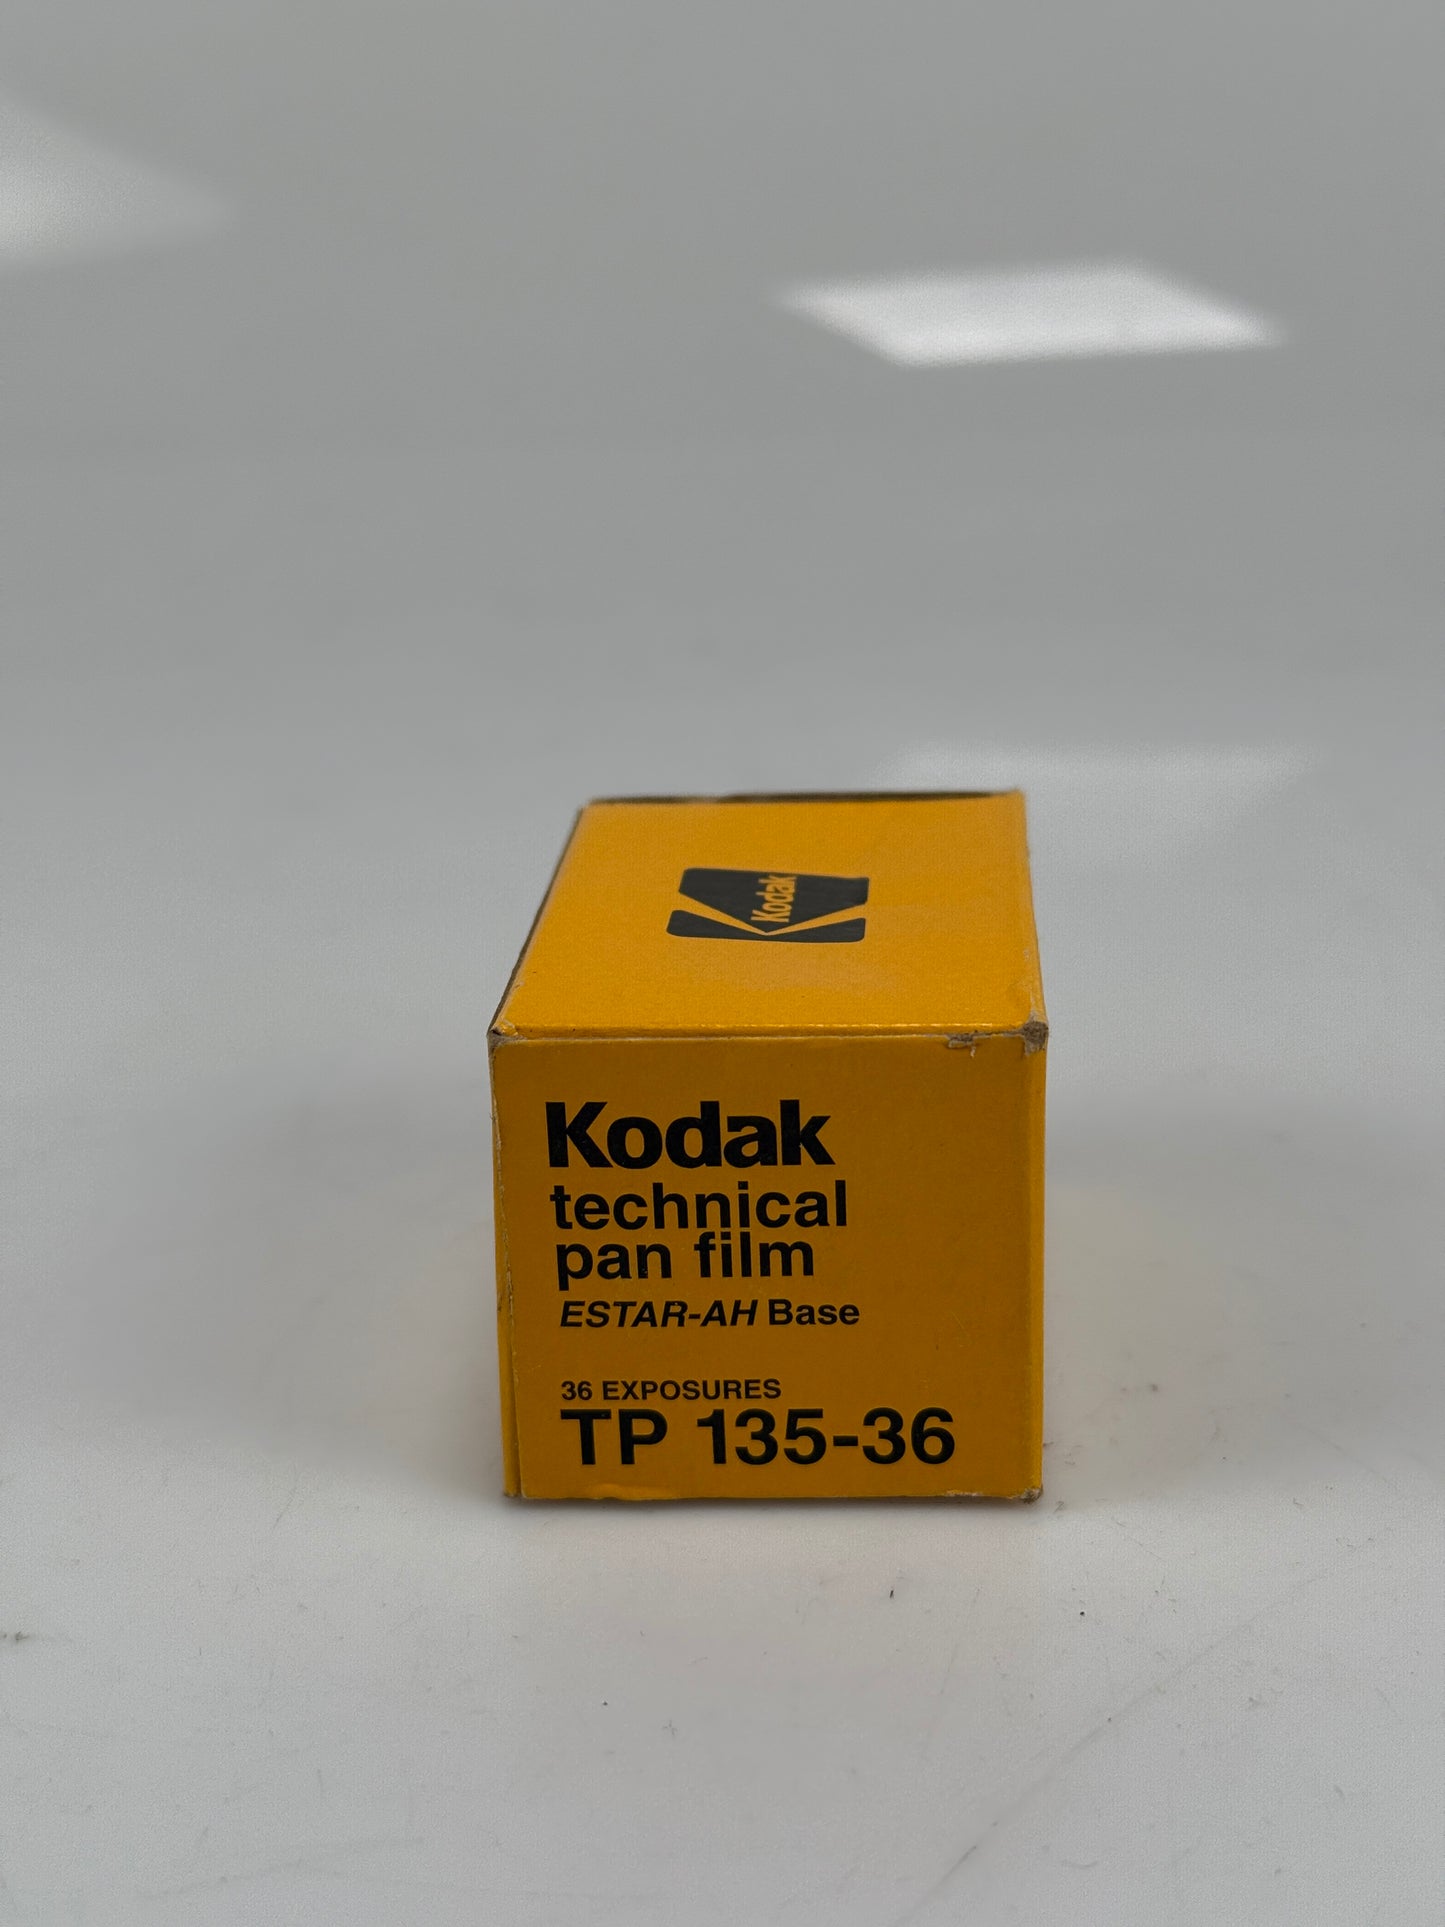 Kodak
Kodak
technical
pan film
ESTAR-AH Base
36 EXPOSURES
TP 135-36